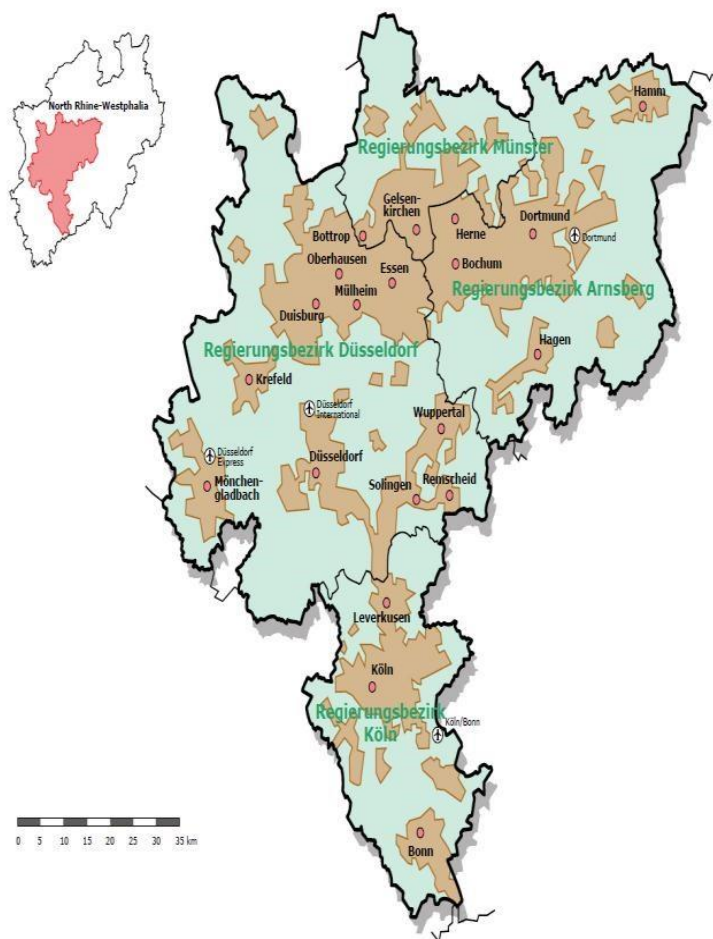 North Rhine-Westphalia
Hamm
Regierungsbezirk Münster
Gelsen-
kirchen
Bottrop
Herne
Dortmund
Dortmund
Oberhausen
Essen
Bochum
Mülheim
Duisburg
Regierungsbezirk Arnsberg
Regierungsbezirk Düsseldorf
Hagen
Krefeld
Düsseldorf
International
Wuppertal
Düsseldorf
Express
Düsseldorf
Mönchen-
gladbach
Solingen
Remscheid
Leverkusen
Köln
Regierungsbezirk
Köln
Köln/Bonn
Bonn
0 5 10 15 20 25 30 35 km